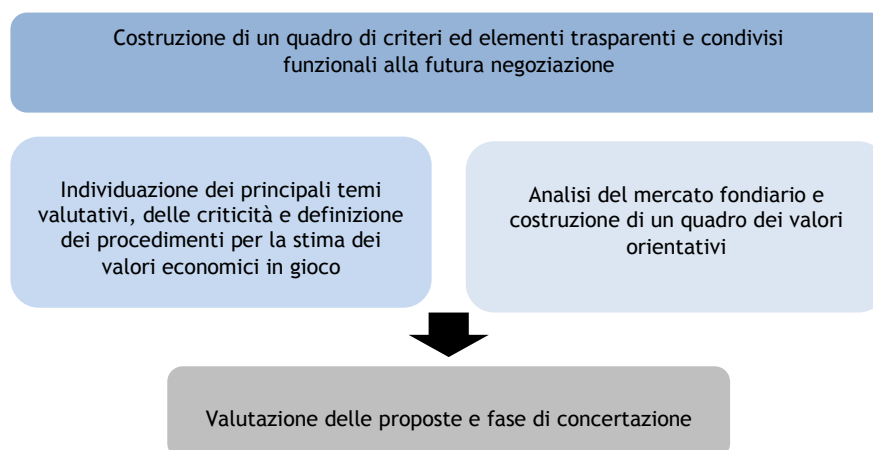 Costruzione di un quadro di criteri ed elementi trasparenti e condivisi
funzionali alla futura negoziazione
Individuazione dei principali temi
valutativi, delle criticità e definizione
dei procedimenti per la stima dei
valori economici in gioco
Analisi del mercato fondiario e
costruzione di un quadro dei valori
orientativi
Valutazione delle proposte e fase di concertazione